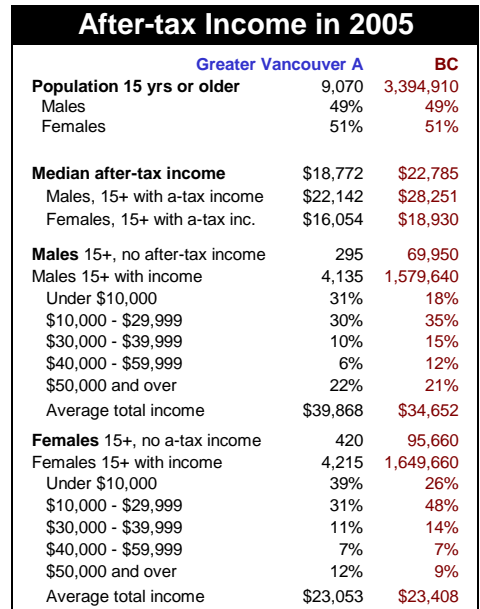 After-tax Income in 2005
Greater Vancouver A BC
Population 15 yrs or older 9,070 3,394,910
Males 49% 49%
Females 51% 51%
Median after-tax income $18,772 $22,785
Males, 15+ with a-tax income $22,142 $28,251
Females, 15+ with a-tax inc. $16,054 $18,930
Males 15+, no after-tax income 295 69,950
Males 15+ with income 4,135 1,579,640
Under $10,000 31% 18%
$10,000 - $29,999 30% 35%
$30,000 - $39,999 10% 15%
$40,000 - $59,999 6% 12%
$50,000 and over 22% 21%
Average total income $39,868 $34,652
Females 15+, no a-tax income 420 95,660
Females 15+ with income 4,215 1,649,660
Under $10,000 39% 26%
$10,000 - $29,999 31% 48%
$30,000 - $39,999 11% 14%
$40,000 - $59,999 7% 7%
$50,000 and over 12% 9%
Average total income $23,053 $23,408